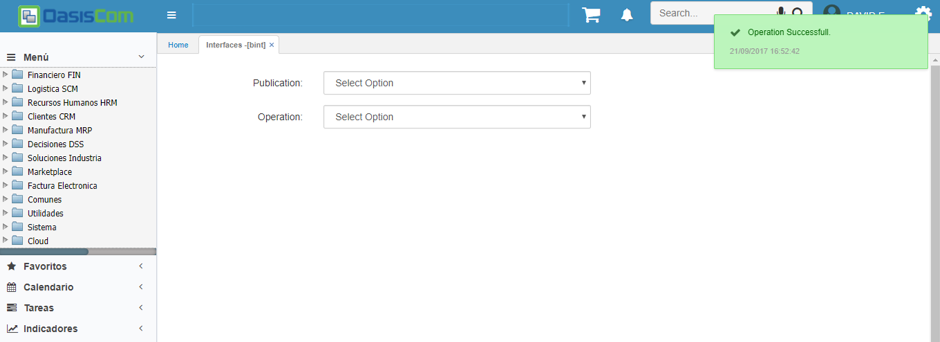 OasisCom
Search...
Operation Successfull.
21/09/2017 16:52:42
Menú
Home
Interfaces -[bint] ×
Financiero FIN
Logistica SCM
Recursos Humanos HRM
Clientes CRM
Manufactura MRP
Decisiones DSS
Soluciones Industria
Marketplace
Factura Electronica
Comunes
Utilidades
Sistema
Cloud
Favoritos
Calendario
Tareas
Indicadores
Publication: Select Option
Operation: Select Option